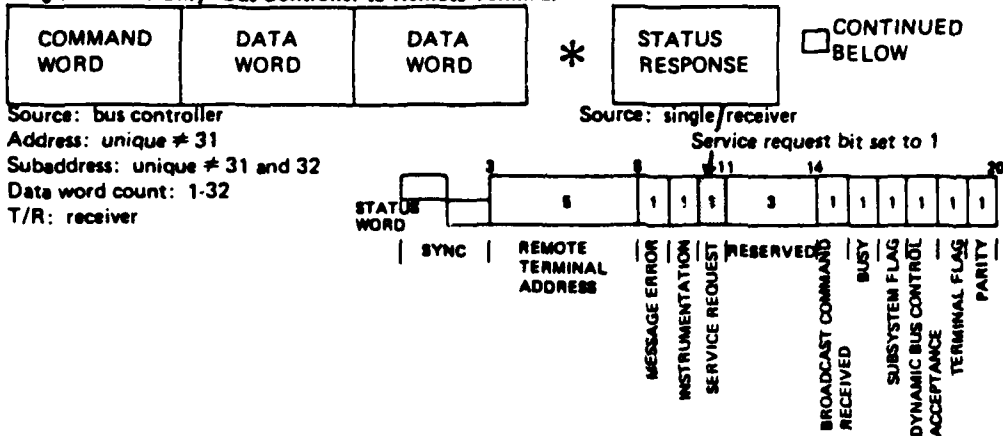 COMMAND WORD
DATA WORD
DATA WORD
*
STATUS RESPONSE
CONTINUED BELOW
Source: bus controller
Address: unique ≠ 31
Subaddress: unique ≠ 31 and 32
Data word count: 1-32
T/R: receiver
Source: single receiver
Service request bit set to 1
3 8 11 14 20
STATUS WORD
5 1 1 1 3 1 1 1 1 1 1
SYNC
REMOTE TERMINAL ADDRESS
MESSAGE ERROR
INSTRUMENTATION
SERVICE REQUEST
RESERVED
BROADCAST COMMAND RECEIVED
BUSY
SUBSYSTEM FLAG
DYNAMIC BUS CONTROL ACCEPTANCE
TERMINAL FLAG
PARITY